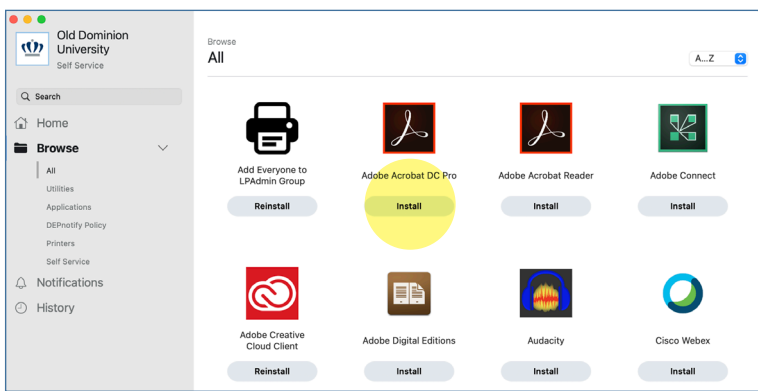 Old Dominion
University
Self Service
Search
Home
Browse
All
Utilities
Applications
DEPnotify Policy
Printers
Self Service
Notifications
History
Browse
All
A...Z
Add Everyone to
LPAdmin Group
Reinstall
Adobe Acrobat DC Pro
Install
Adobe Acrobat Reader
Install
Adobe Connect
Install
Adobe Creative
Cloud Client
Reinstall
Adobe Digital Editions
Install
Audacity
Install
Cisco Webex
Install